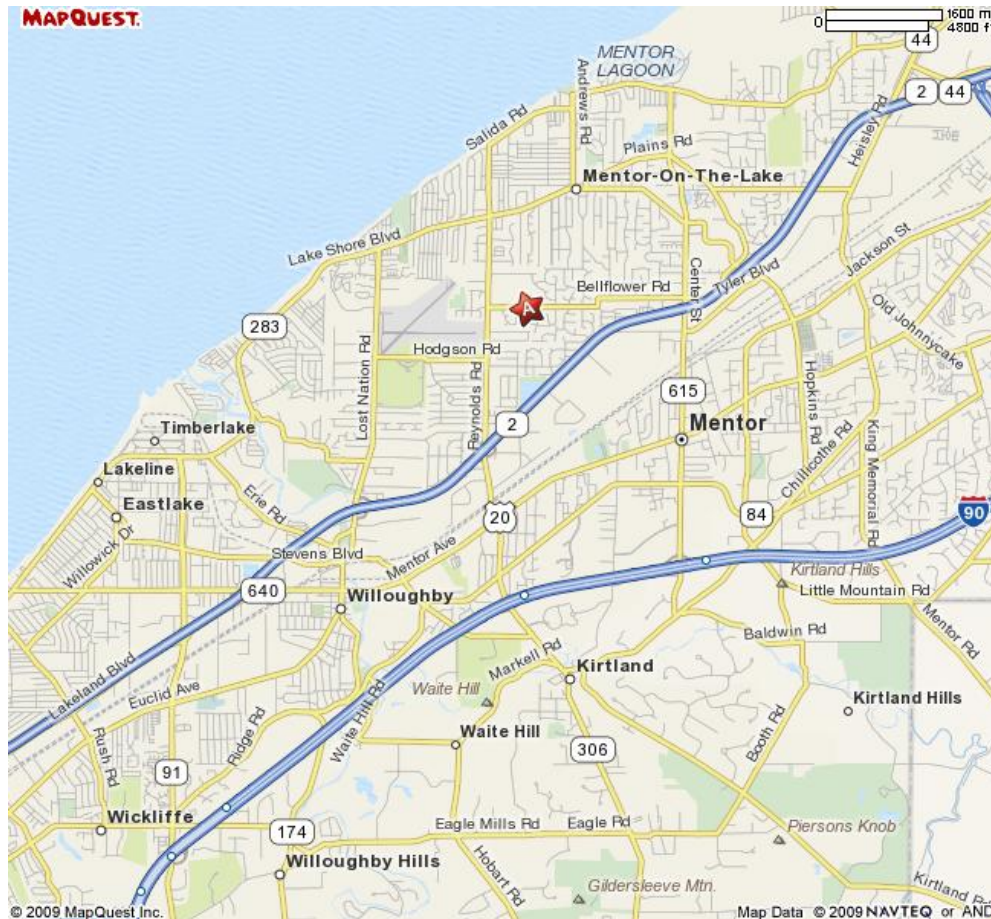 MAPQUEST.
0
1600 m
4800 f
44
MENTOR
LAGOON
Andrews Rd
2
44
Salida Rd
Plains Rd
Heisley Rd
Mentor-On-The-Lake
Lake Shore Blvd
Center St
Tyler Blvd
Jackson St
Bellflower Rd
A
Old Johnnycake
283
Lost Nation Rd
Hodgson Rd
Reynolds Rd
Hopkins Rd
615
2
Mentor
King Memorial Rd
Chillicothe Rd
Timberlake
Lakeline
Eastlake
Erie Rd
20
84
90
Willowick Dr
Stevens Blvd
Mentor Ave
Kirtland Hills
640
Willoughby
Little Mountain Rd
Baldwin Rd
Mentor Rd
Markell Rd
Kirtland
Lakeland Blvd
Euclid Ave
Waite Hill
Waite Hill Rd
Kirtland Hills
Rush Rd
Ridge Rd
Waite Hill
306
Booth Rd
91
Wickliffe
174
Eagle Mills Rd
Eagle Rd
Piersons Knob
Willoughby Hills
Hobart Rd
Gildersleeve Mtn.
Kirtland R
© 2009 MapQuest Inc.
Map Data © 2009 NAVTEQ or AND